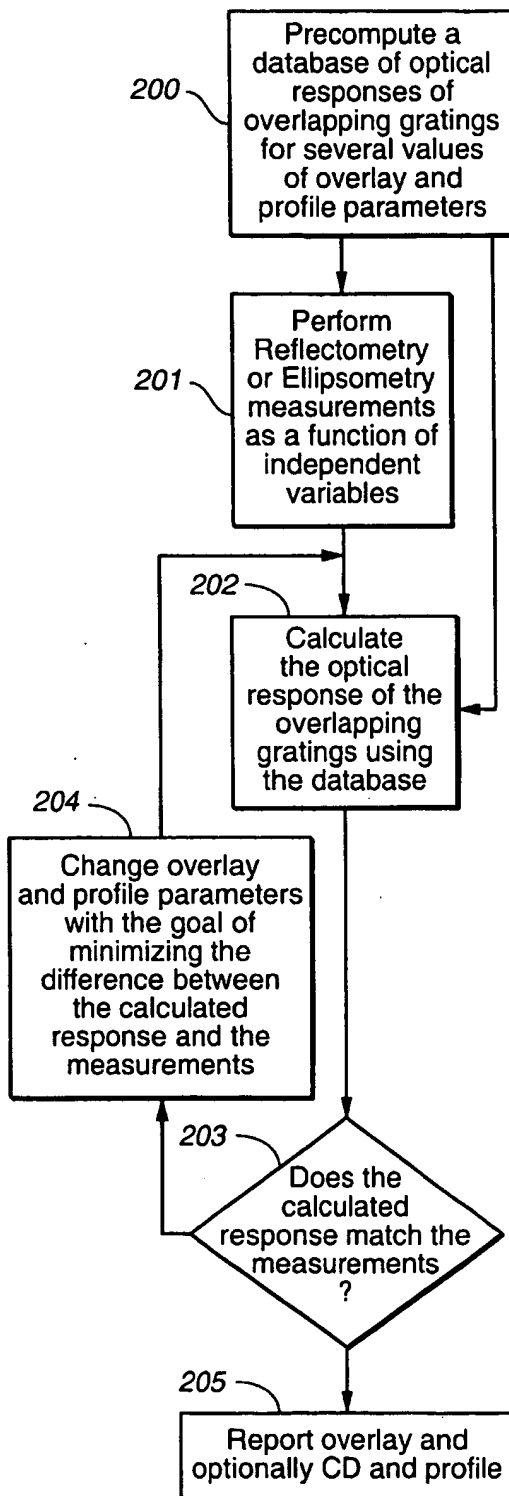 200
Precompute a
database of optical
responses of
overlapping gratings
for several values
of overlay and
profile parameters
201
Perform
Reflectometry
or Ellipsometry
measurements
as a function of
independent
variables
202
Calculate
the optical
response of the
overlapping
gratings using
the database
204
Change overlay
and profile parameters
with the goal of
minimizing the
difference between
the calculated
response and the
measurements
203
Does the
calculated
response match the
measurements
?
205
Report overlay and
optionally CD and profile